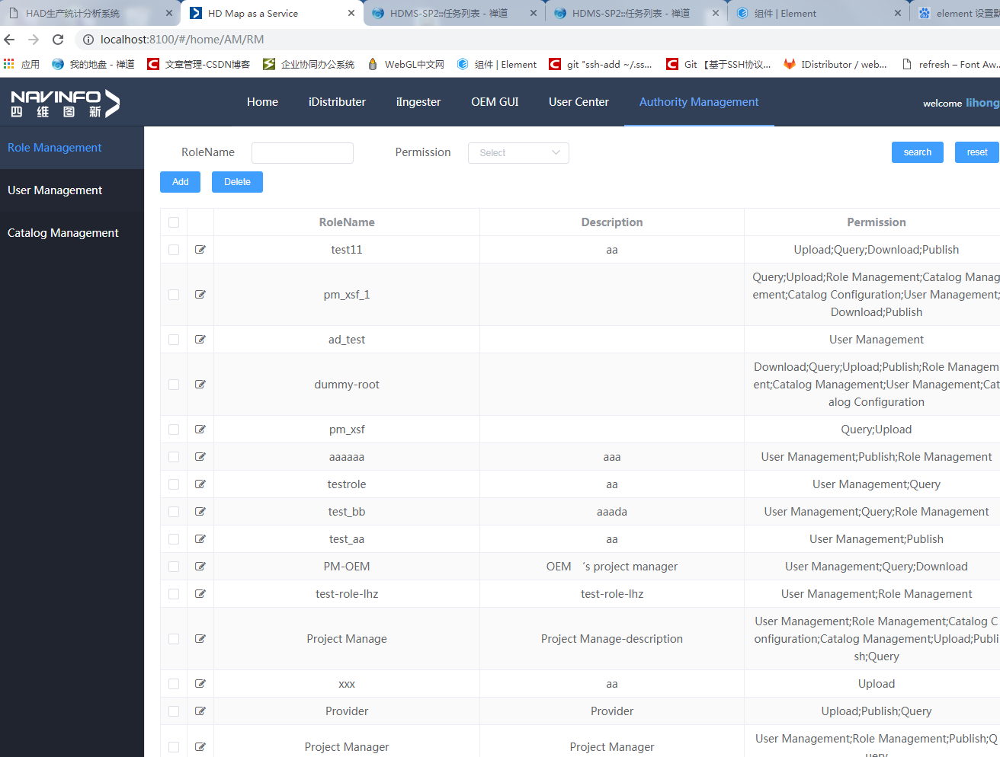 HAD生产统计分析系统
HD Map as a Service
HDMS-SP2::任务列表 - 禅道
HDMS-SP2::任务列表 - 禅道
组件 | Element
element 设置
localhost:8100/#/home/AM/RM
应用
我的地盘 - 禅道
文章管理-CSDN博客
企业协同办公系统
WebGL中文网
组件 | Element
git "ssh-add ~/.ss...
Git 【基于SSH协议...
IDistributor / web...
refresh – Font Aw...
NAVINFO
四维图新
Home
iDistributer
iIngester
OEM GUI
User Center
Authority Management
welcome lihong
Role Management
User Management
Catalog Management
RoleName
Permission
Select
search
reset
Add
Delete
RoleName Description Permission
test11 aa Upload;Query;Download;Publish
Query;Upload;Role Management;Catalog Manag
pm_xsf_1 ement;Catalog Configuration;User Management;
Download;Publish
ad_test User Management
Download;Query;Upload;Publish;Role Managem
dummy-root ent;Catalog Management;User Management;Cat
alog Configuration
pm_xsf Query;Upload
aaaaaa aaa User Management;Publish;Role Management
testrole aa User Management;Query
test_bb aaada User Management;Query;Role Management
test_aa aa User Management;Publish
PM-OEM OEM ‘s project manager User Management;Query;Download
test-role-lhz test-role-lhz User Management;Role Management
User Management;Role Management;Catalog C
Project Manage Project Manage-description onfiguration;Catalog Management;Upload;Publi
sh;Query
xxx aa Upload
Provider Provider Upload;Publish;Query
User Management;Role Management;Publish;Q
Project Manager Project Manager uery